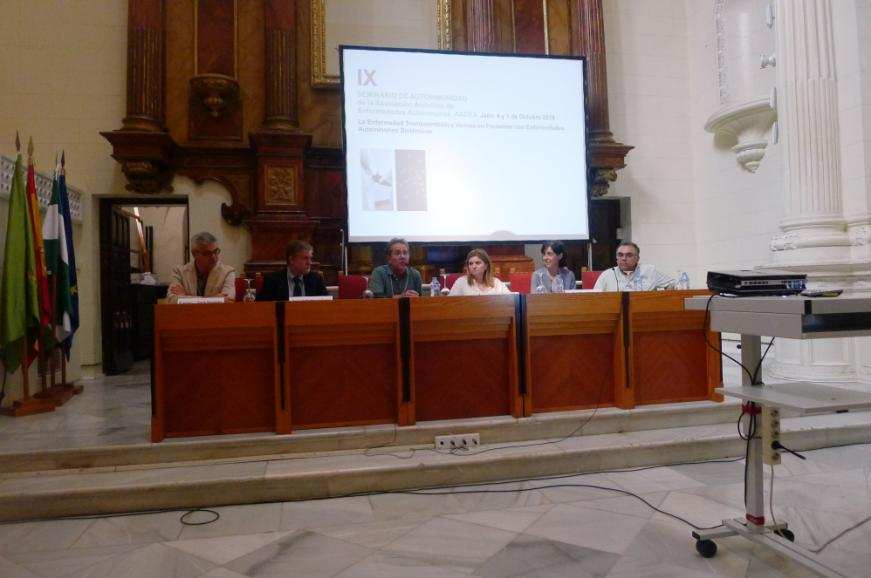 IX
SEMINARIO DE AUTOINMUNIDAD
de la Asociación Andaluza de
Enfermedades Autoinmunes, AADEA. Jaén, 4 y 5 de Octubre 2019
La Enfermedad Tromboembólica Venosa en Pacientes con Enfermedades
Autoinmunes Sistémicas